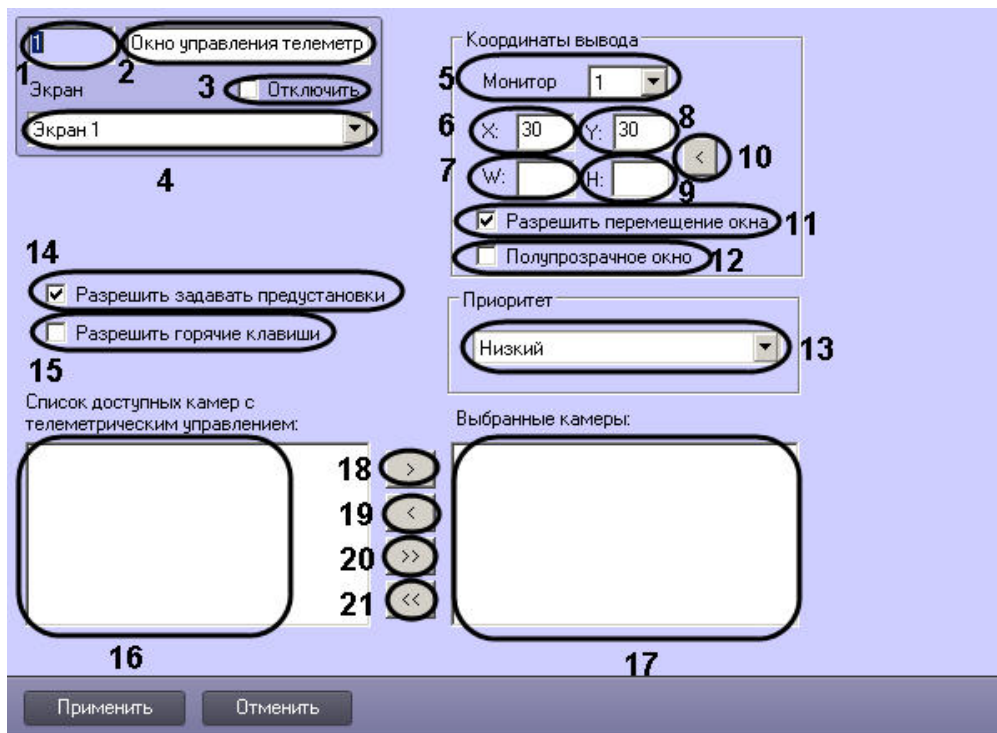 1 Окно управления телеметр
1 2
Экран 3 Отключить
Экран 1
4
Координаты вывода
5 Монитор 1
6 X: 30 Y: 30 8
7 W: H: 9 < 10
Разрешить перемещение окна 11
Полупрозрачное окно 12
14
Разрешить задавать предустановки
Разрешить горячие клавиши
15
Приоритет
Низкий 13
Список доступных камер с
телеметрическим управлением:
Выбранные камеры:
18 >
19 <
20 >>
21 <<
16
17
Применить Отменить